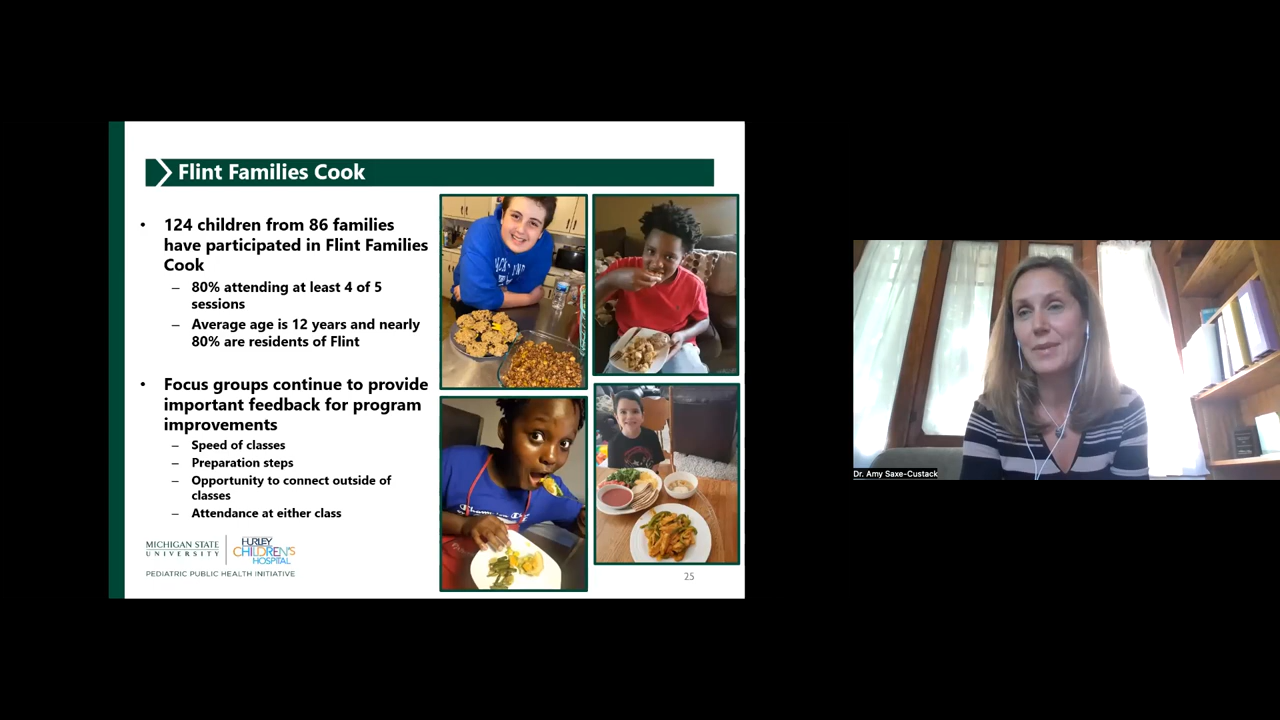 Flint Families Cook
• 124 children from 86 families
have participated in Flint Families
Cook
– 80% attending at least 4 of 5
sessions
– Average age is 12 years and nearly
80% are residents of Flint
• Focus groups continue to provide
important feedback for program
improvements
– Speed of classes
– Preparation steps
– Opportunity to connect outside of
classes
– Attendance at either class
MICHIGAN STATE
UNIVERSITY
HURLEY
CHILDREN'S
HOSPITAL
PEDIATRIC PUBLIC HEALTH INITIATIVE
25
Dr. Amy Saxe-Custack